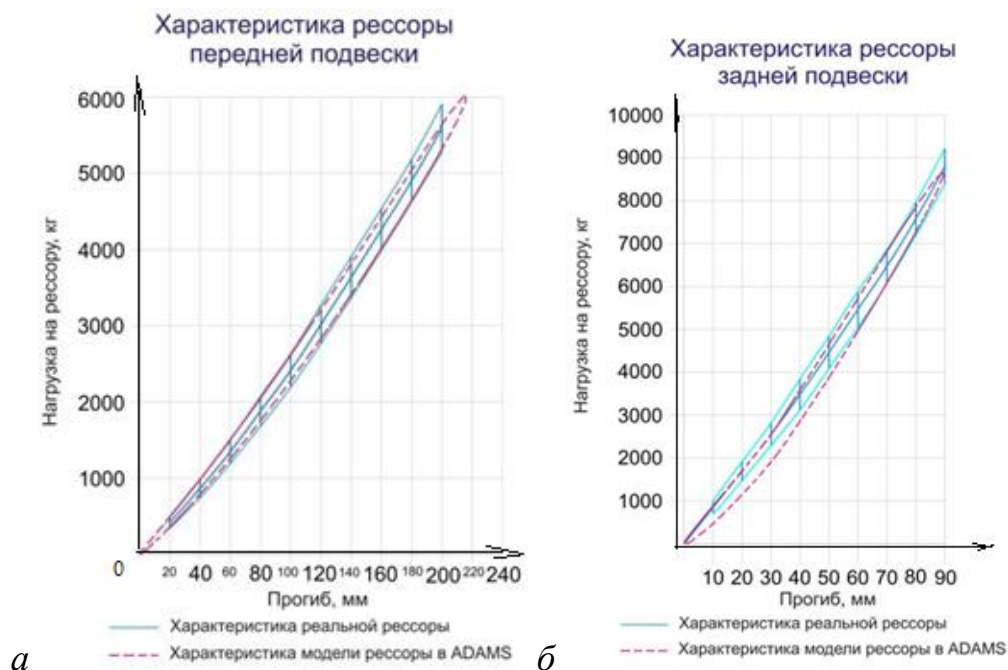 Характеристика рессоры
передней подвески
6000
5000
4000
3000
2000
1000
0
Нагрузка на рессору, кг
20 40 60 80 100 120 140 160 180 200 220 240
Прогиб, мм
Характеристика реальной рессоры
Характеристика модели рессоры в ADAMS
а
Характеристика рессоры
задней подвески
10000
9000
8000
7000
6000
5000
4000
3000
2000
1000
Нагрузка на рессору, кг
10 20 30 40 50 60 70 80 90
Прогиб, мм
Характеристика реальной рессоры
Характеристика модели рессоры в ADAMS
б